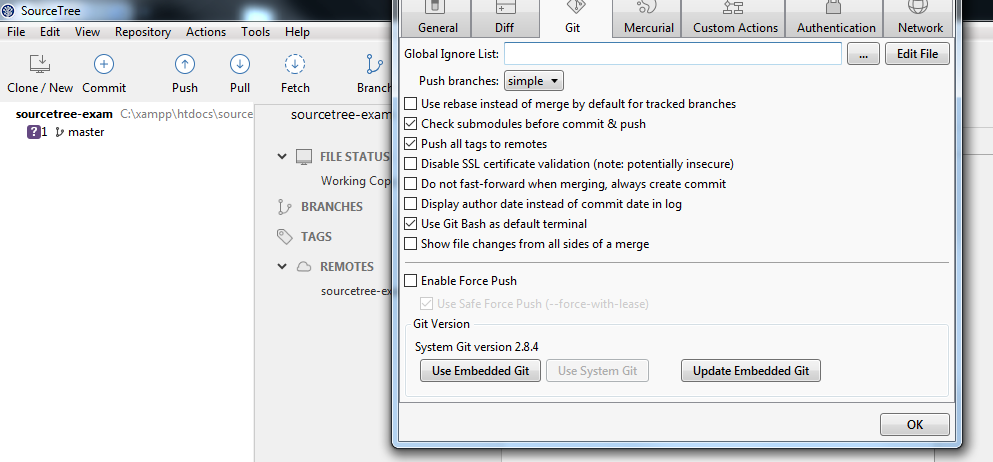 SourceTree
File Edit View Repository Actions Tools Help
Clone / New Commit Push Pull Fetch Branch
sourcetree-exam C:\xampp\htdocs\source
?1 master
sourcetree-exam
FILE STATUS
Working Cop
BRANCHES
TAGS
REMOTES
sourcetree-ex
General Diff Git Mercurial Custom Actions Authentication Network
Global Ignore List: ... Edit File
Push branches: simple
Use rebase instead of merge by default for tracked branches
Check submodules before commit & push
Push all tags to remotes
Disable SSL certificate validation (note: potentially insecure)
Do not fast-forward when merging, always create commit
Display author date instead of commit date in log
Use Git Bash as default terminal
Show file changes from all sides of a merge
Enable Force Push
Use Safe Force Push (--force-with-lease)
Git Version
System Git version 2.8.4
Use Embedded Git Use System Git Update Embedded Git
OK